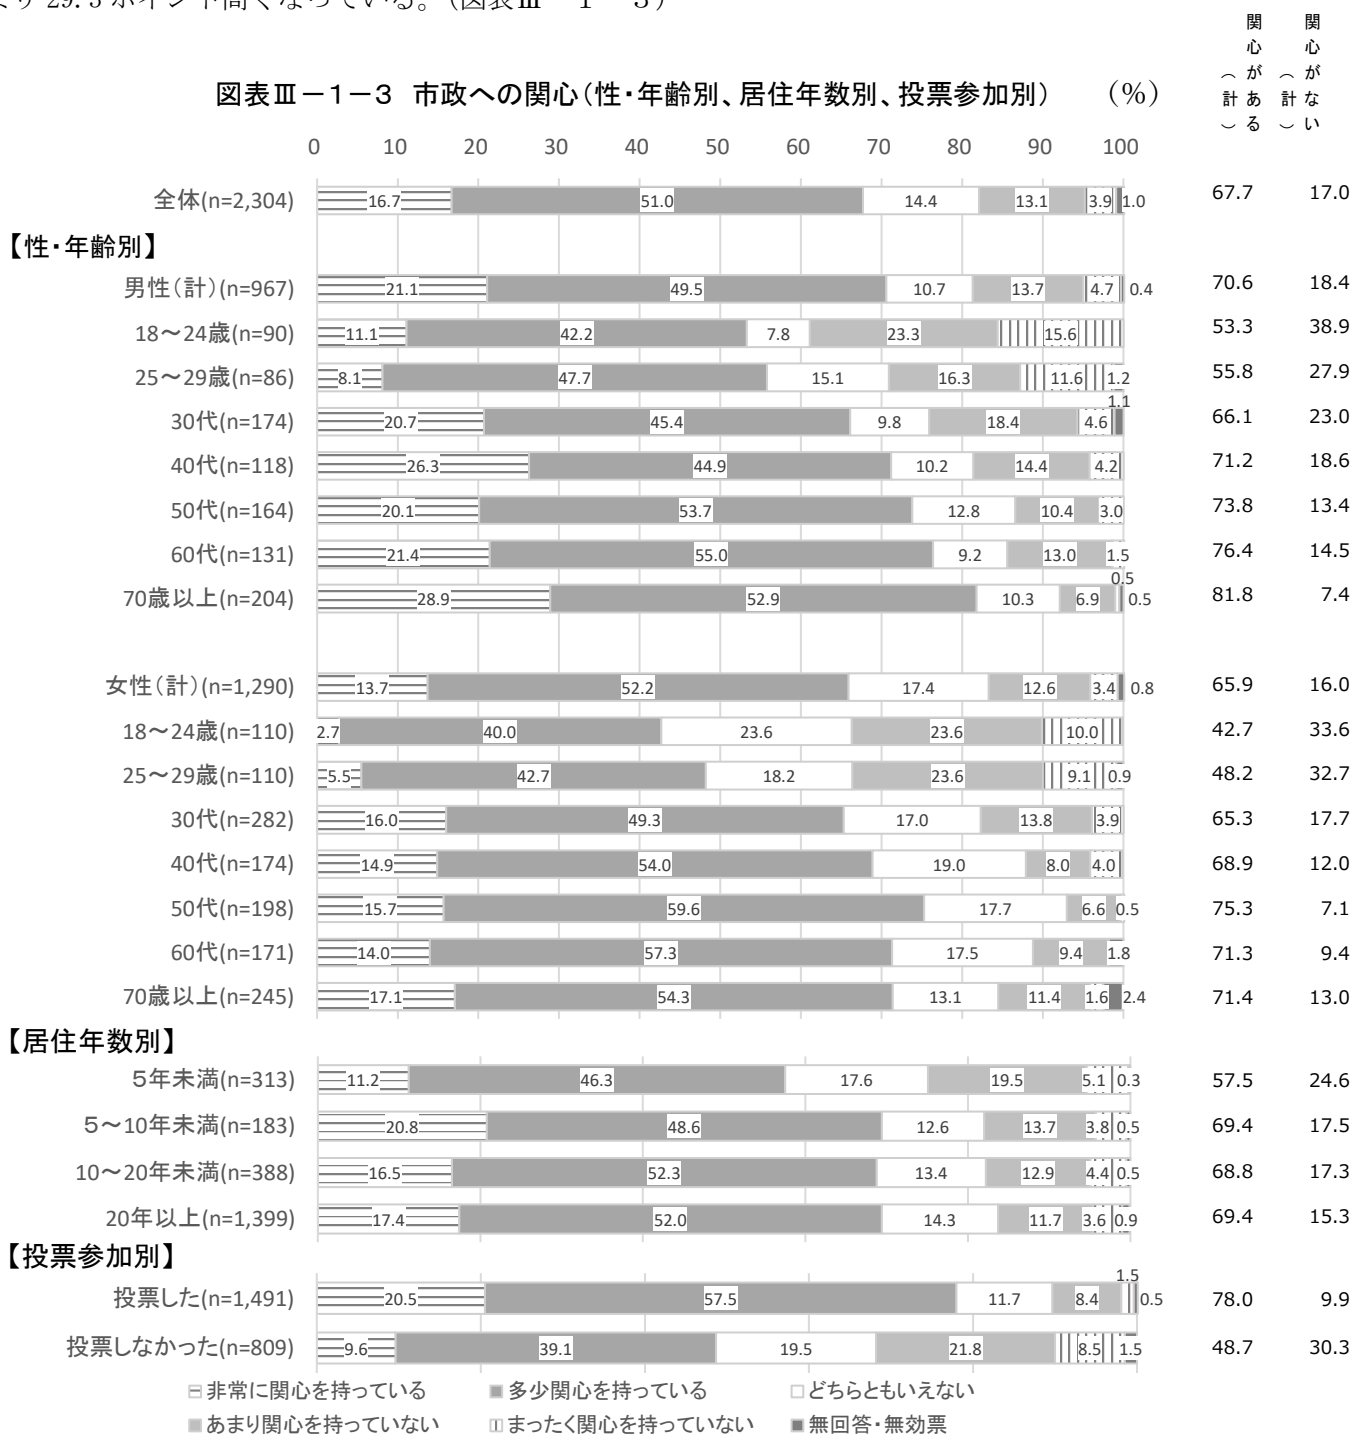 より 29.3 ポイント高くなっている。（図表Ⅲ－１－３）
図表Ⅲ－１－３ 市政への関心（性・年齢別、居住年数別、投票参加別） （%）
関心がある（計） 関心がない（計）
0 10 20 30 40 50 60 70 80 90 100
全体(n=2,304) 16.7 51.0 14.4 13.1 3.9 1.0 67.7 17.0
【性・年齢別】
男性（計）(n=967) 21.1 49.5 10.7 13.7 4.7 0.4 70.6 18.4
18～24歳(n=90) 11.1 42.2 7.8 23.3 15.6 53.3 38.9
25～29歳(n=86) 8.1 47.7 15.1 16.3 11.6 1.2 55.8 27.9
30代(n=174) 20.7 45.4 9.8 18.4 4.6 1.1 66.1 23.0
40代(n=118) 26.3 44.9 10.2 14.4 4.2 71.2 18.6
50代(n=164) 20.1 53.7 12.8 10.4 3.0 73.8 13.4
60代(n=131) 21.4 55.0 9.2 13.0 1.5 76.4 14.5
70歳以上(n=204) 28.9 52.9 10.3 6.9 0.5 0.5 81.8 7.4
女性（計）(n=1,290) 13.7 52.2 17.4 12.6 3.4 0.8 65.9 16.0
18～24歳(n=110) 2.7 40.0 23.6 23.6 10.0 42.7 33.6
25～29歳(n=110) 5.5 42.7 18.2 23.6 9.1 0.9 48.2 32.7
30代(n=282) 16.0 49.3 17.0 13.8 3.9 65.3 17.7
40代(n=174) 14.9 54.0 19.0 8.0 4.0 68.9 12.0
50代(n=198) 15.7 59.6 17.7 6.6 0.5 75.3 7.1
60代(n=171) 14.0 57.3 17.5 9.4 1.8 71.3 9.4
70歳以上(n=245) 17.1 54.3 13.1 11.4 1.6 2.4 71.4 13.0
【居住年数別】
５年未満(n=313) 11.2 46.3 17.6 19.5 5.1 0.3 57.5 24.6
５～10年未満(n=183) 20.8 48.6 12.6 13.7 3.8 0.5 69.4 17.5
10～20年未満(n=388) 16.5 52.3 13.4 12.9 4.4 0.5 68.8 17.3
20年以上(n=1,399) 17.4 52.0 14.3 11.7 3.6 0.9 69.4 15.3
【投票参加別】
投票した(n=1,491) 20.5 57.5 11.7 8.4 1.5 0.5 78.0 9.9
投票しなかった(n=809) 9.6 39.1 19.5 21.8 8.5 1.5 48.7 30.3
非常に関心を持っている 多少関心を持っている どちらともいえない
あまり関心を持っていない まったく関心を持っていない 無回答・無効票